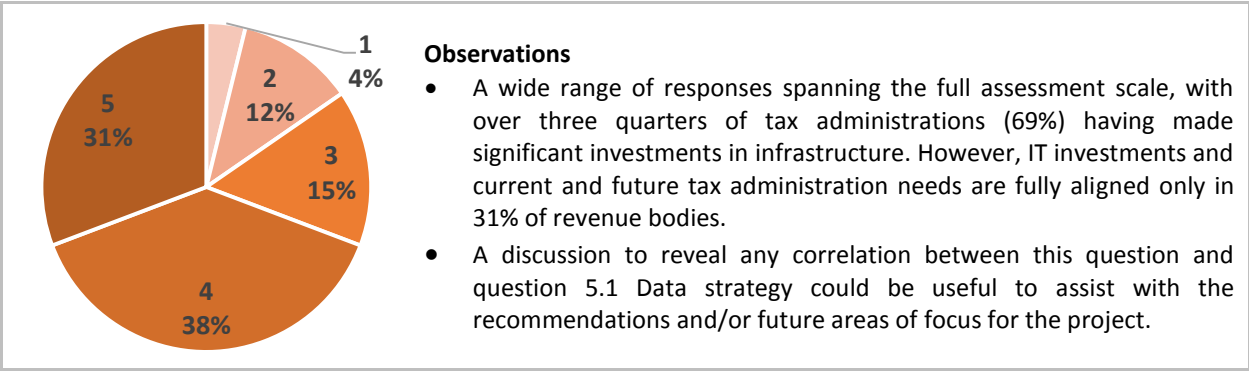 1
4%
2
12%
3
15%
4
38%
5
31%
Observations
• A wide range of responses spanning the full assessment scale, with
over three quarters of tax administrations (69%) having made
significant investments in infrastructure. However, IT investments and
current and future tax administration needs are fully aligned only in
31% of revenue bodies.
• A discussion to reveal any correlation between this question and
question 5.1 Data strategy could be useful to assist with the
recommendations and/or future areas of focus for the project.